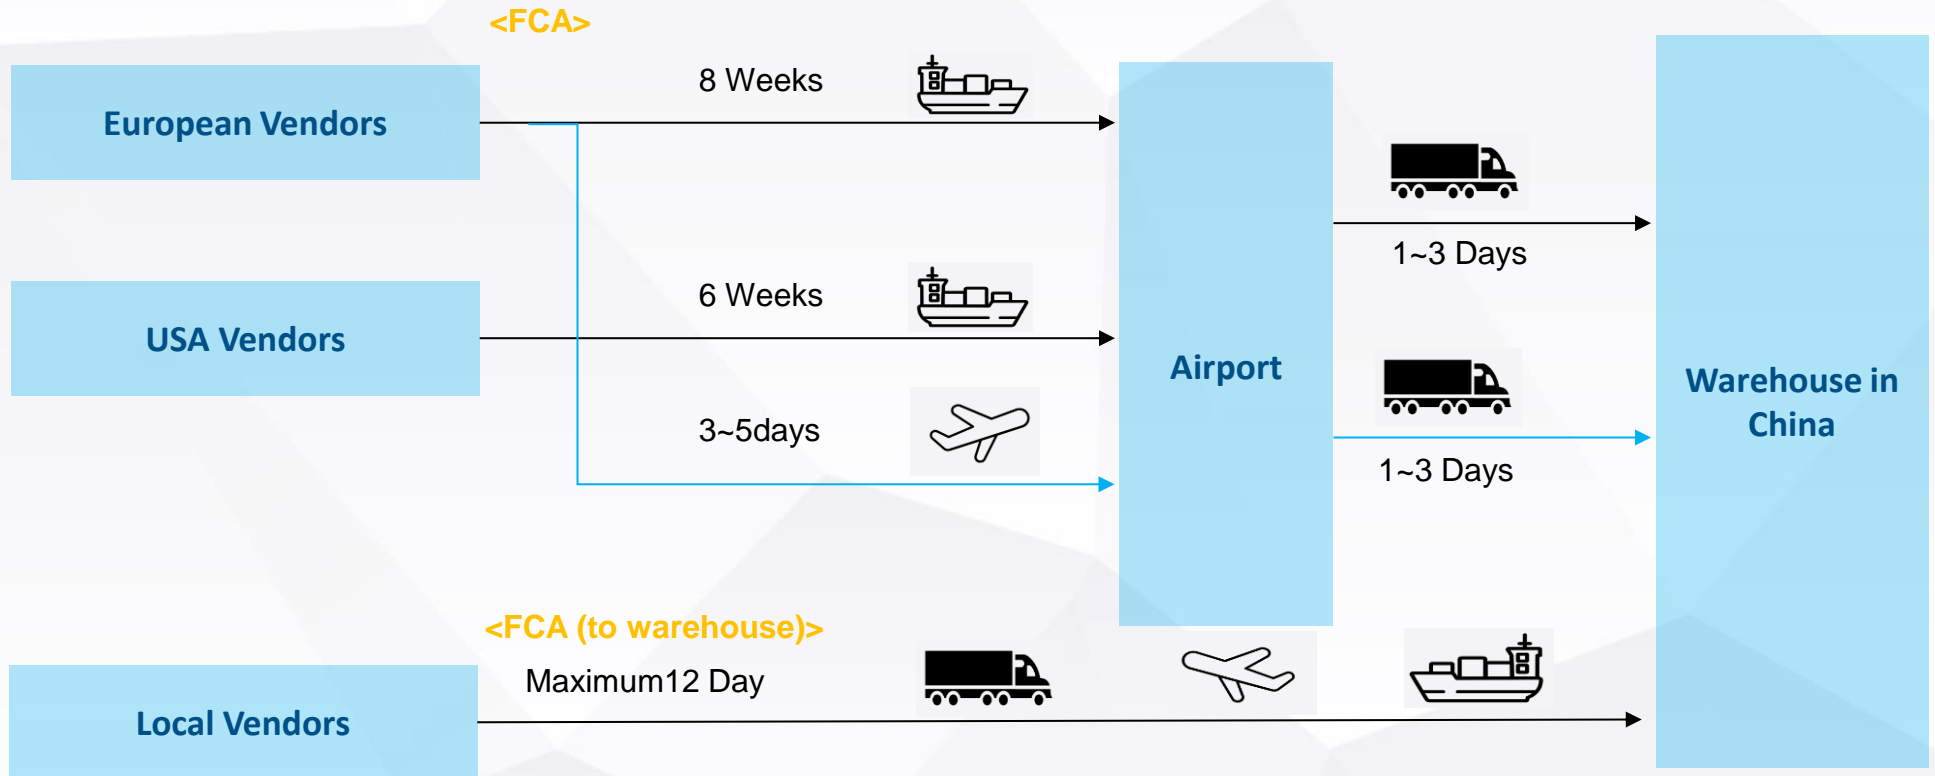 <FCA>
8 Weeks
European Vendors
1~3 Days
6 Weeks
USA Vendors
Airport
Warehouse in
China
3~5days
1~3 Days
<FCA (to warehouse)>
Maximum12 Day
Local Vendors